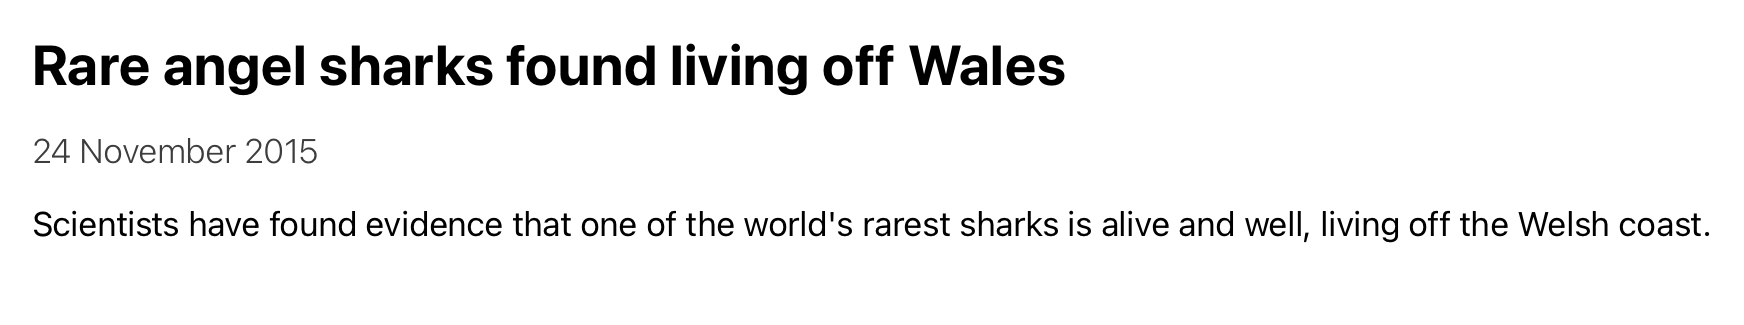 Rare angel sharks found living off Wales
24 November 2015
Scientists have found evidence that one of the world's rarest sharks is alive and well, living off the Welsh coast.